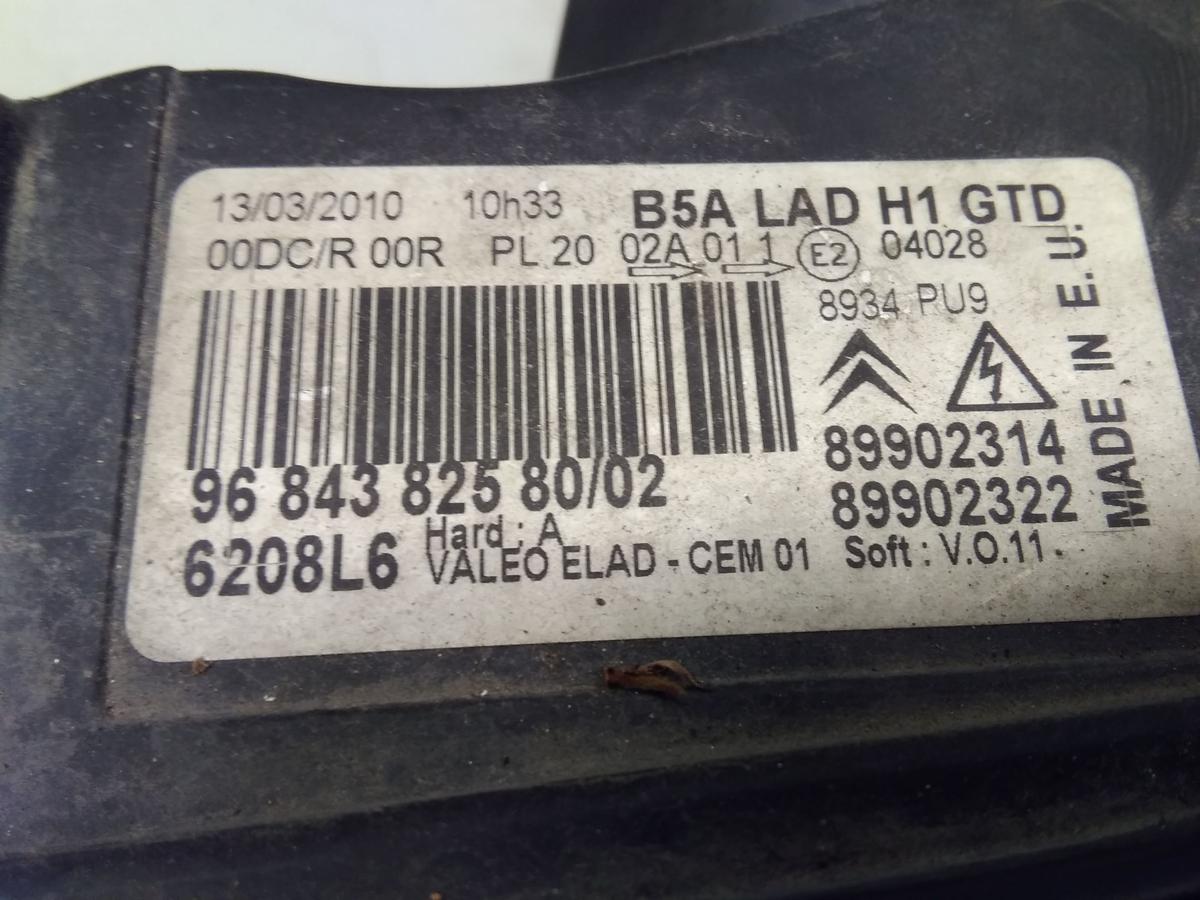 13/03/2010 10h33 B5A LAD H1 GTD
00DC/R 00R PL 20 02A 01 1 E2 04028
8934 PU9
MADE IN E.U.
89902314
96 843 825 80/02
89902322
Hard : A
6208L6 VALEO ELAD - CEM 01 Soft : V.O.11.